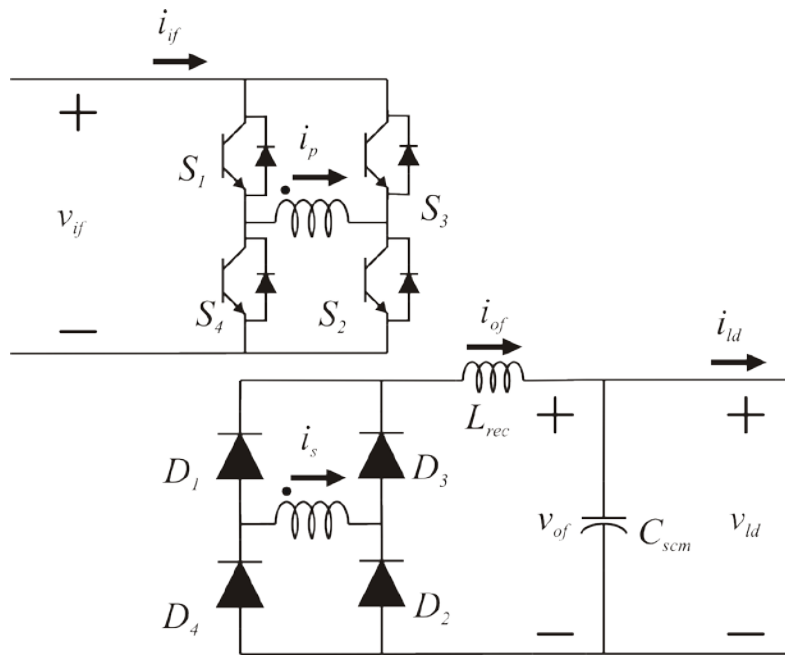 i_if
+
S_1
i_p
S_3
v_if
S_4
S_2
−
i_of
i_ld
L_rec
+
+
D_1
i_s
D_3
v_of
C_scm
v_ld
D_4
D_2
−
−